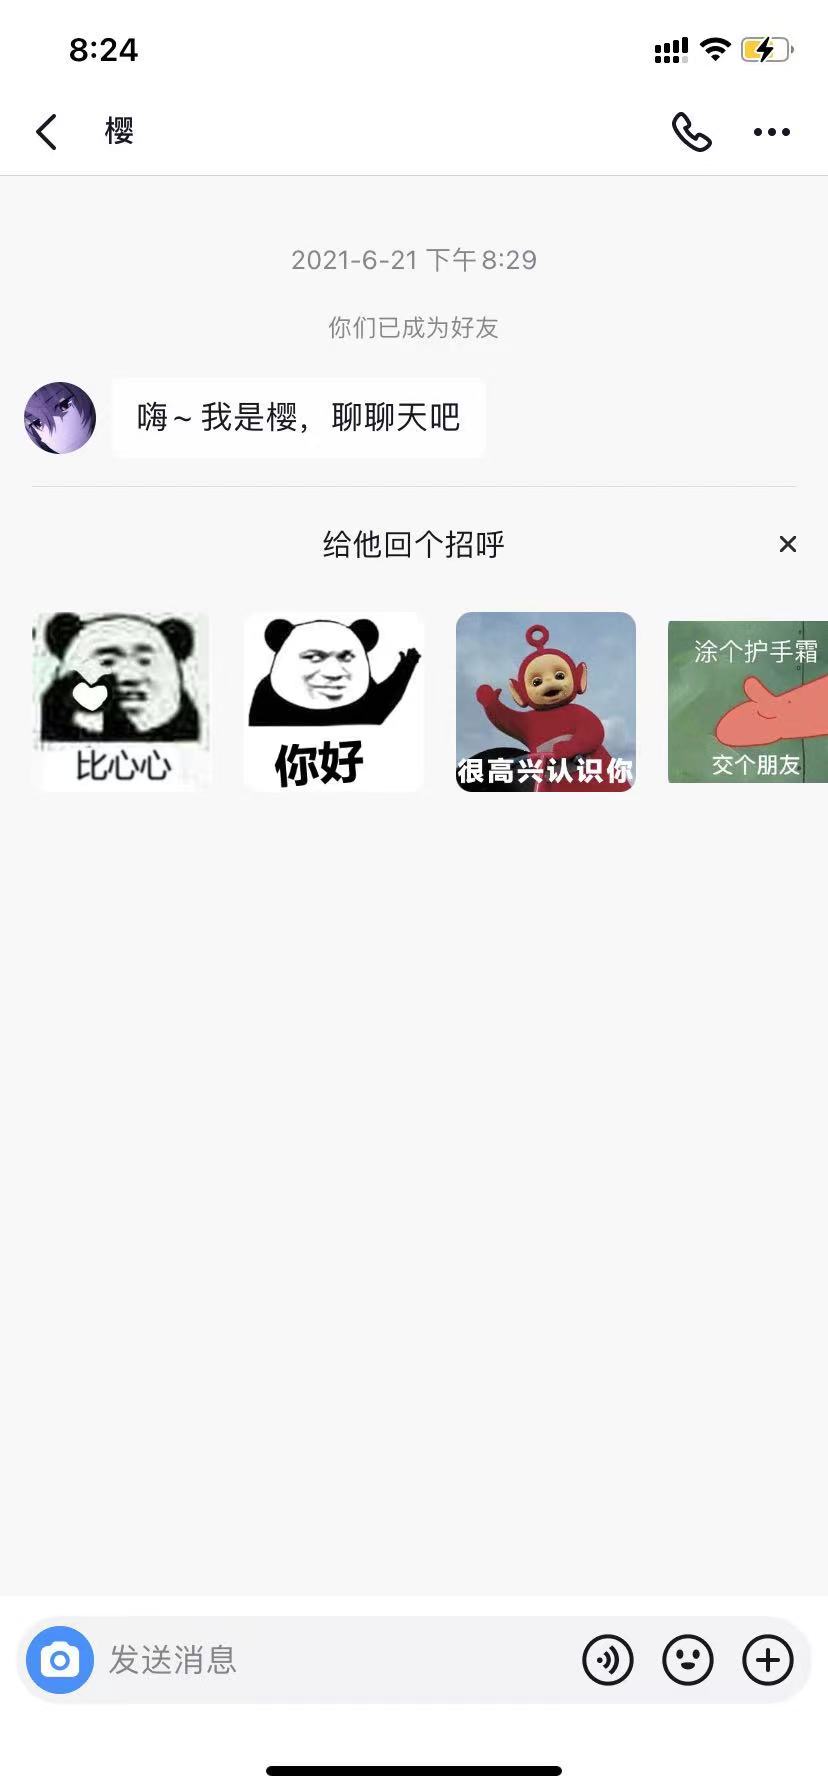 8:24
樱
2021-6-21 下午8:29
你们已成为好友
嗨~ 我是樱，聊聊天吧
给他回个招呼
比心心
你好
很高兴认识你
涂个护手霜
交个朋友
发送消息